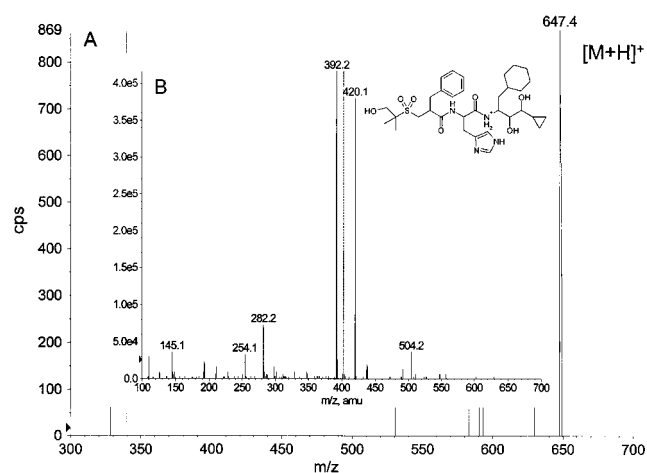 869
A
647.4
[M+H]+
800
700
600
500
400
300
200
100
0
cps
B
392.2
420.1
4.0e5
3.5e5
3.0e5
2.5e5
2.0e5
1.5e5
1.0e5
5.0e4
0.0
282.2
145.1
254.1
504.2
100 150 200 250 300 350 400 450 500 550 600 700
m/z, amu
HO
O O
S
O
H
N
O
N
H2
+
OH
OH
N
NH
300 350 400 450 500 550 600 650 700
m/z